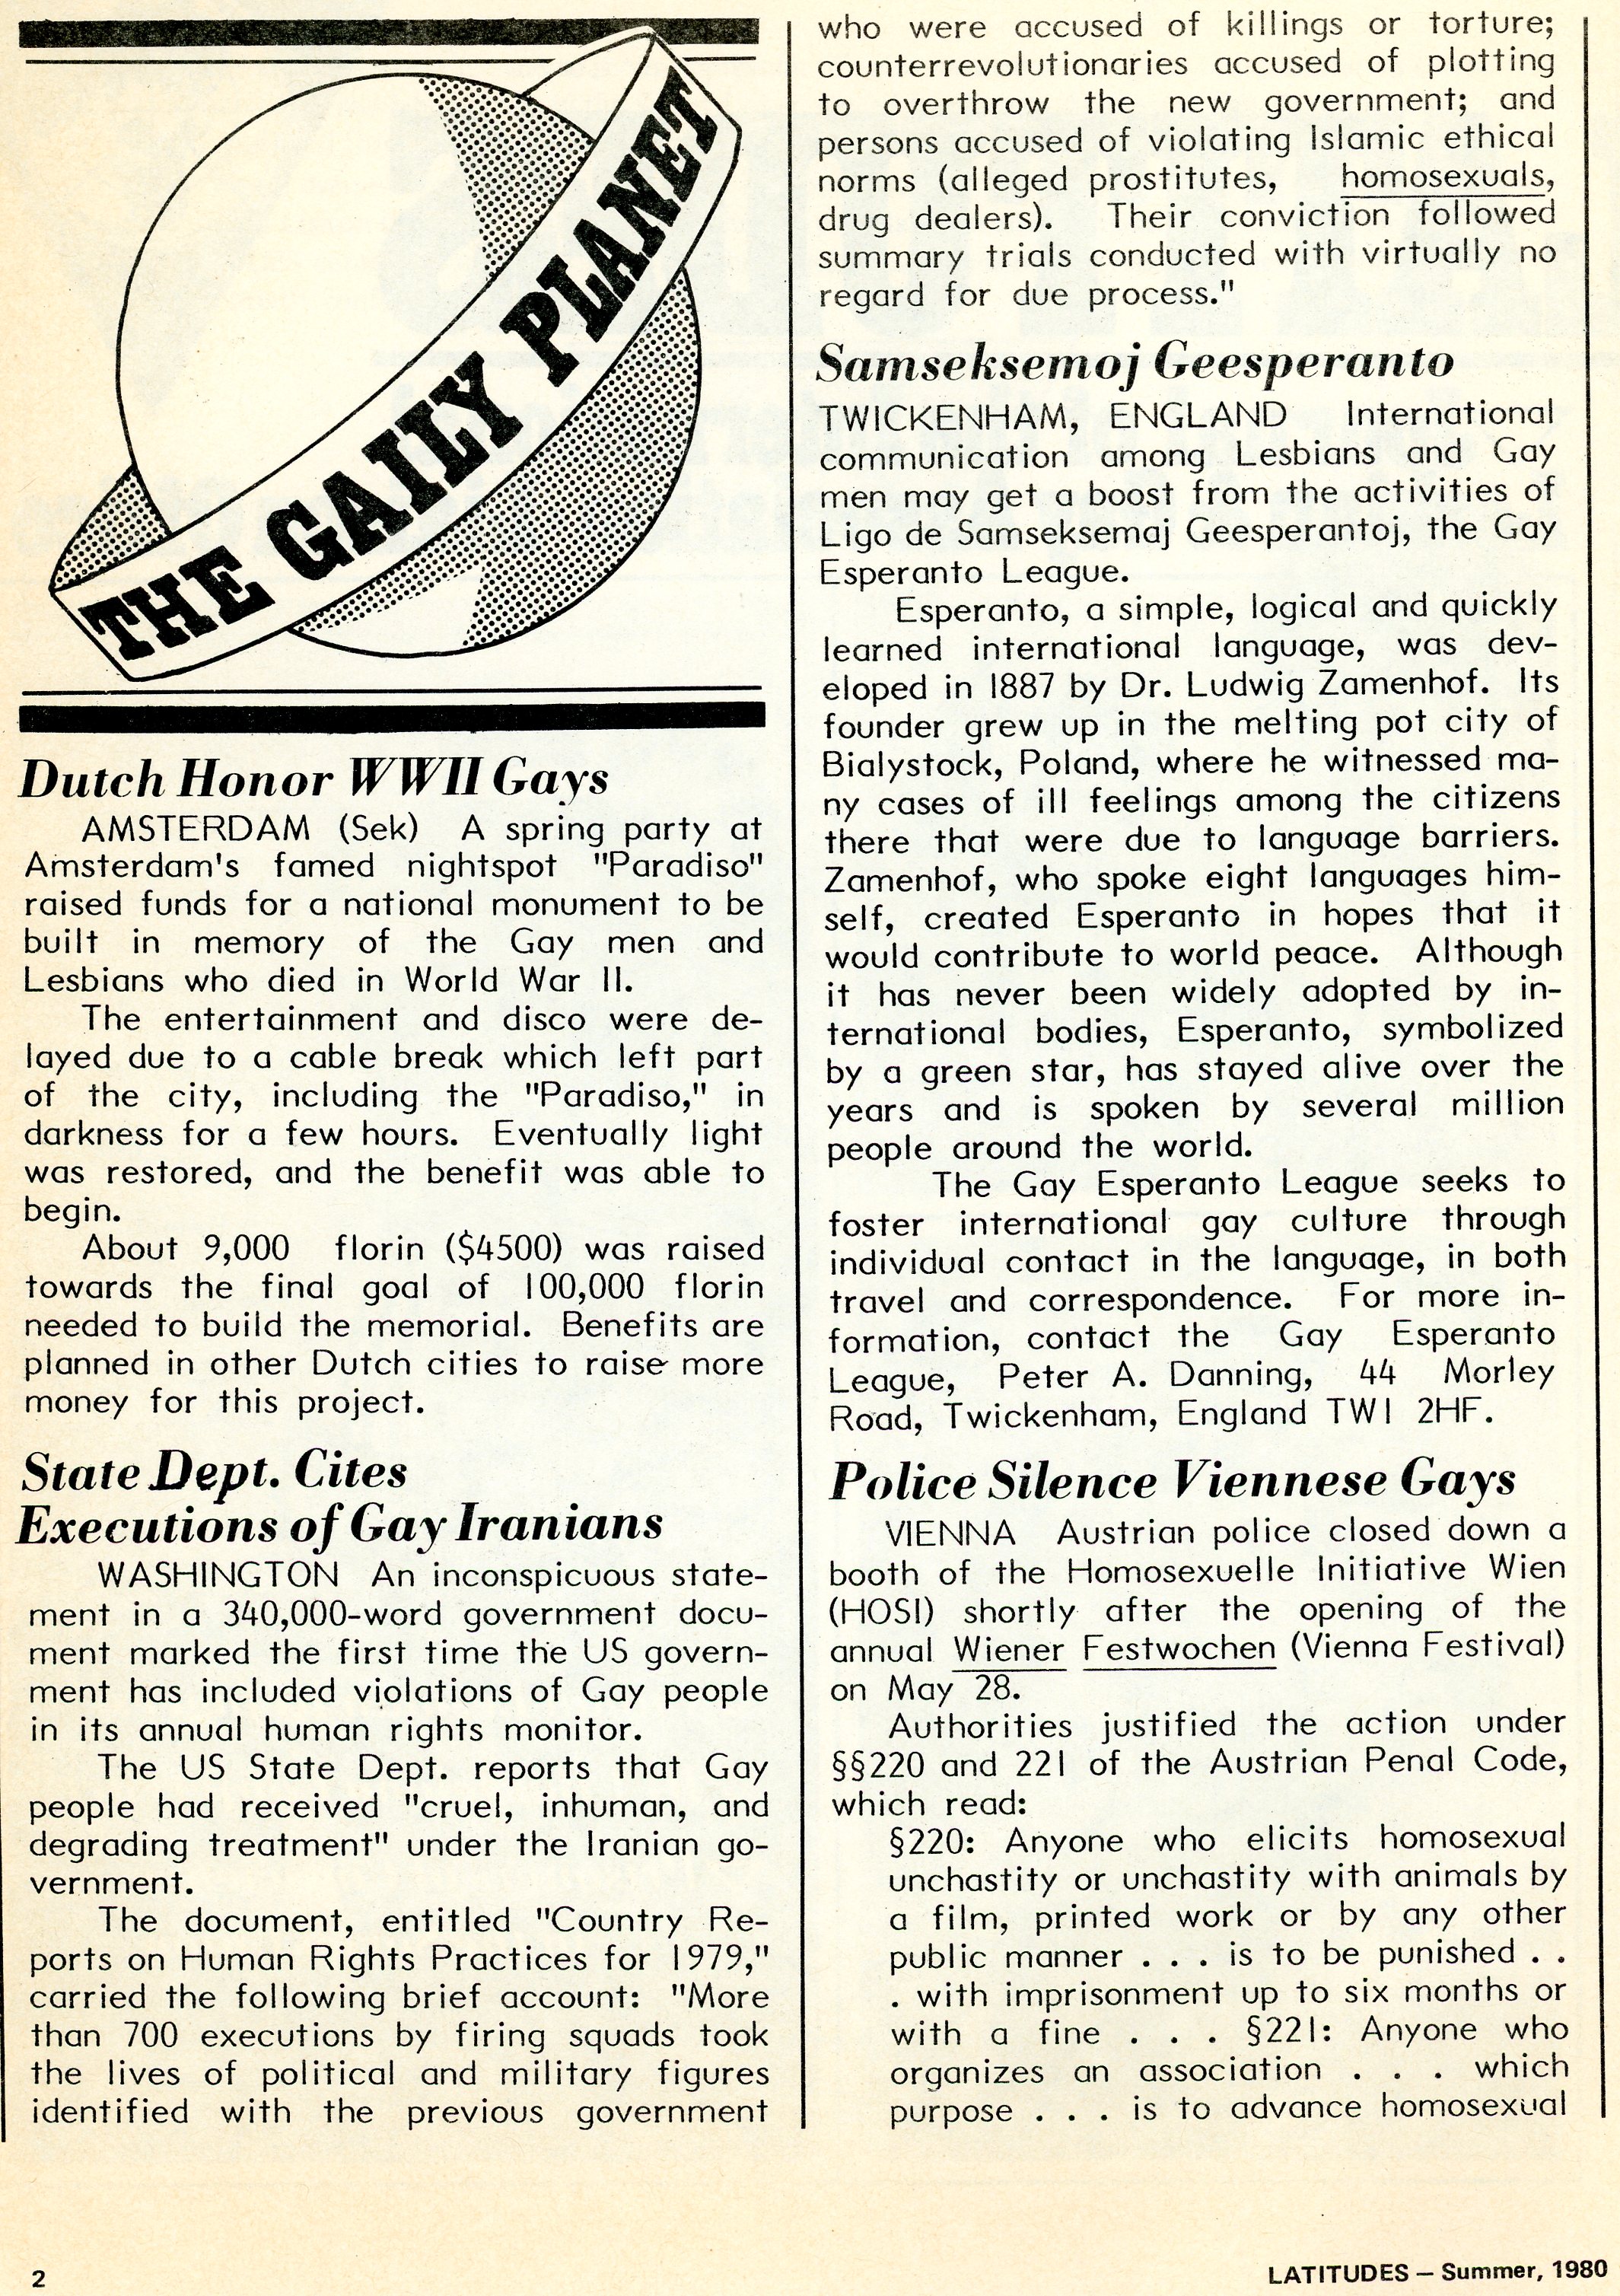 THE GAILY PLANET
Dutch Honor WWII Gays
AMSTERDAM (Sek) A spring party at
Amsterdam's famed nightspot "Paradiso"
raised funds for a national monument to be
built in memory of the Gay men and
Lesbians who died in World War II.
The entertainment and disco were de-
layed due to a cable break which left part
of the city, including the "Paradiso," in
darkness for a few hours. Eventually light
was restored, and the benefit was able to
begin.
About 9,000 florin ($4500) was raised
towards the final goal of 100,000 florin
needed to build the memorial. Benefits are
planned in other Dutch cities to raise more
money for this project.
State Dept. Cites
Executions of Gay Iranians
WASHINGTON An inconspicuous state-
ment in a 340,000-word government docu-
ment marked the first time the US govern-
ment has included violations of Gay people
in its annual human rights monitor.
The US State Dept. reports that Gay
people had received "cruel, inhuman, and
degrading treatment" under the Iranian go-
vernment.
The document, entitled "Country Re-
ports on Human Rights Practices for 1979,"
carried the following brief account: "More
than 700 executions by firing squads took
the lives of political and military figures
identified with the previous government
who were accused of killings or torture;
counterrevolutionaries accused of plotting
to overthrow the new government; and
persons accused of violating Islamic ethical
norms (alleged prostitutes, homosexuals,
drug dealers). Their conviction followed
summary trials conducted with virtually no
regard for due process."
Samseksemoj Geesperanto
TWICKENHAM, ENGLAND International
communication among Lesbians and Gay
men may get a boost from the activities of
Ligo de Samseksemaj Geesperantoj, the Gay
Esperanto League.
Esperanto, a simple, logical and quickly
learned international language, was dev-
eloped in 1887 by Dr. Ludwig Zamenhof. Its
founder grew up in the melting pot city of
Bialystock, Poland, where he witnessed ma-
ny cases of ill feelings among the citizens
there that were due to language barriers.
Zamenhof, who spoke eight languages him-
self, created Esperanto in hopes that it
would contribute to world peace. Although
it has never been widely adopted by in-
ternational bodies, Esperanto, symbolized
by a green star, has stayed alive over the
years and is spoken by several million
people around the world.
The Gay Esperanto League seeks to
foster international gay culture through
individual contact in the language, in both
travel and correspondence. For more in-
formation, contact the Gay Esperanto
League, Peter A. Danning, 44 Morley
Road, Twickenham, England TW1 2HF.
Police Silence Viennese Gays
VIENNA Austrian police closed down a
booth of the Homosexuelle Initiative Wien
(HOSI) shortly after the opening of the
annual Wiener Festwochen (Vienna Festival)
on May 28.
Authorities justified the action under
§§220 and 221 of the Austrian Penal Code,
which read:
§220: Anyone who elicits homosexual
unchastity or unchastity with animals by
a film, printed work or by any other
public manner . . . is to be punished . .
. with imprisonment up to six months or
with a fine . . . §221: Anyone who
organizes an association . . . which
purpose . . . is to advance homosexual
2
LATITUDES — Summer, 1980